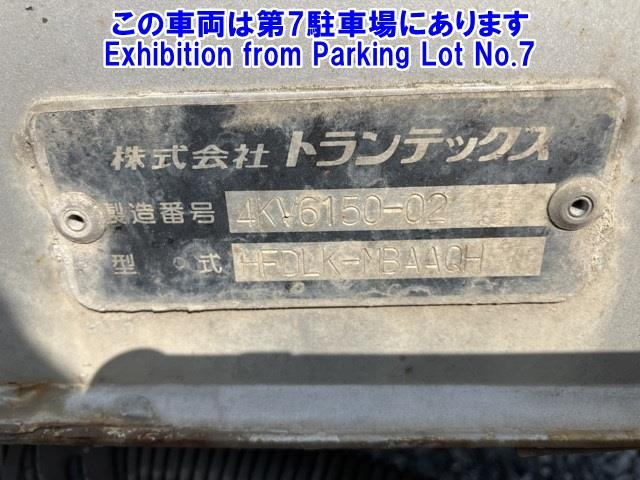 この車両は第7駐車場にあります
Exhibition from Parking Lot No.7
株式会社 トランテックス
製造番号 4KV6150-02
型式 HFDLK-MBAAQH